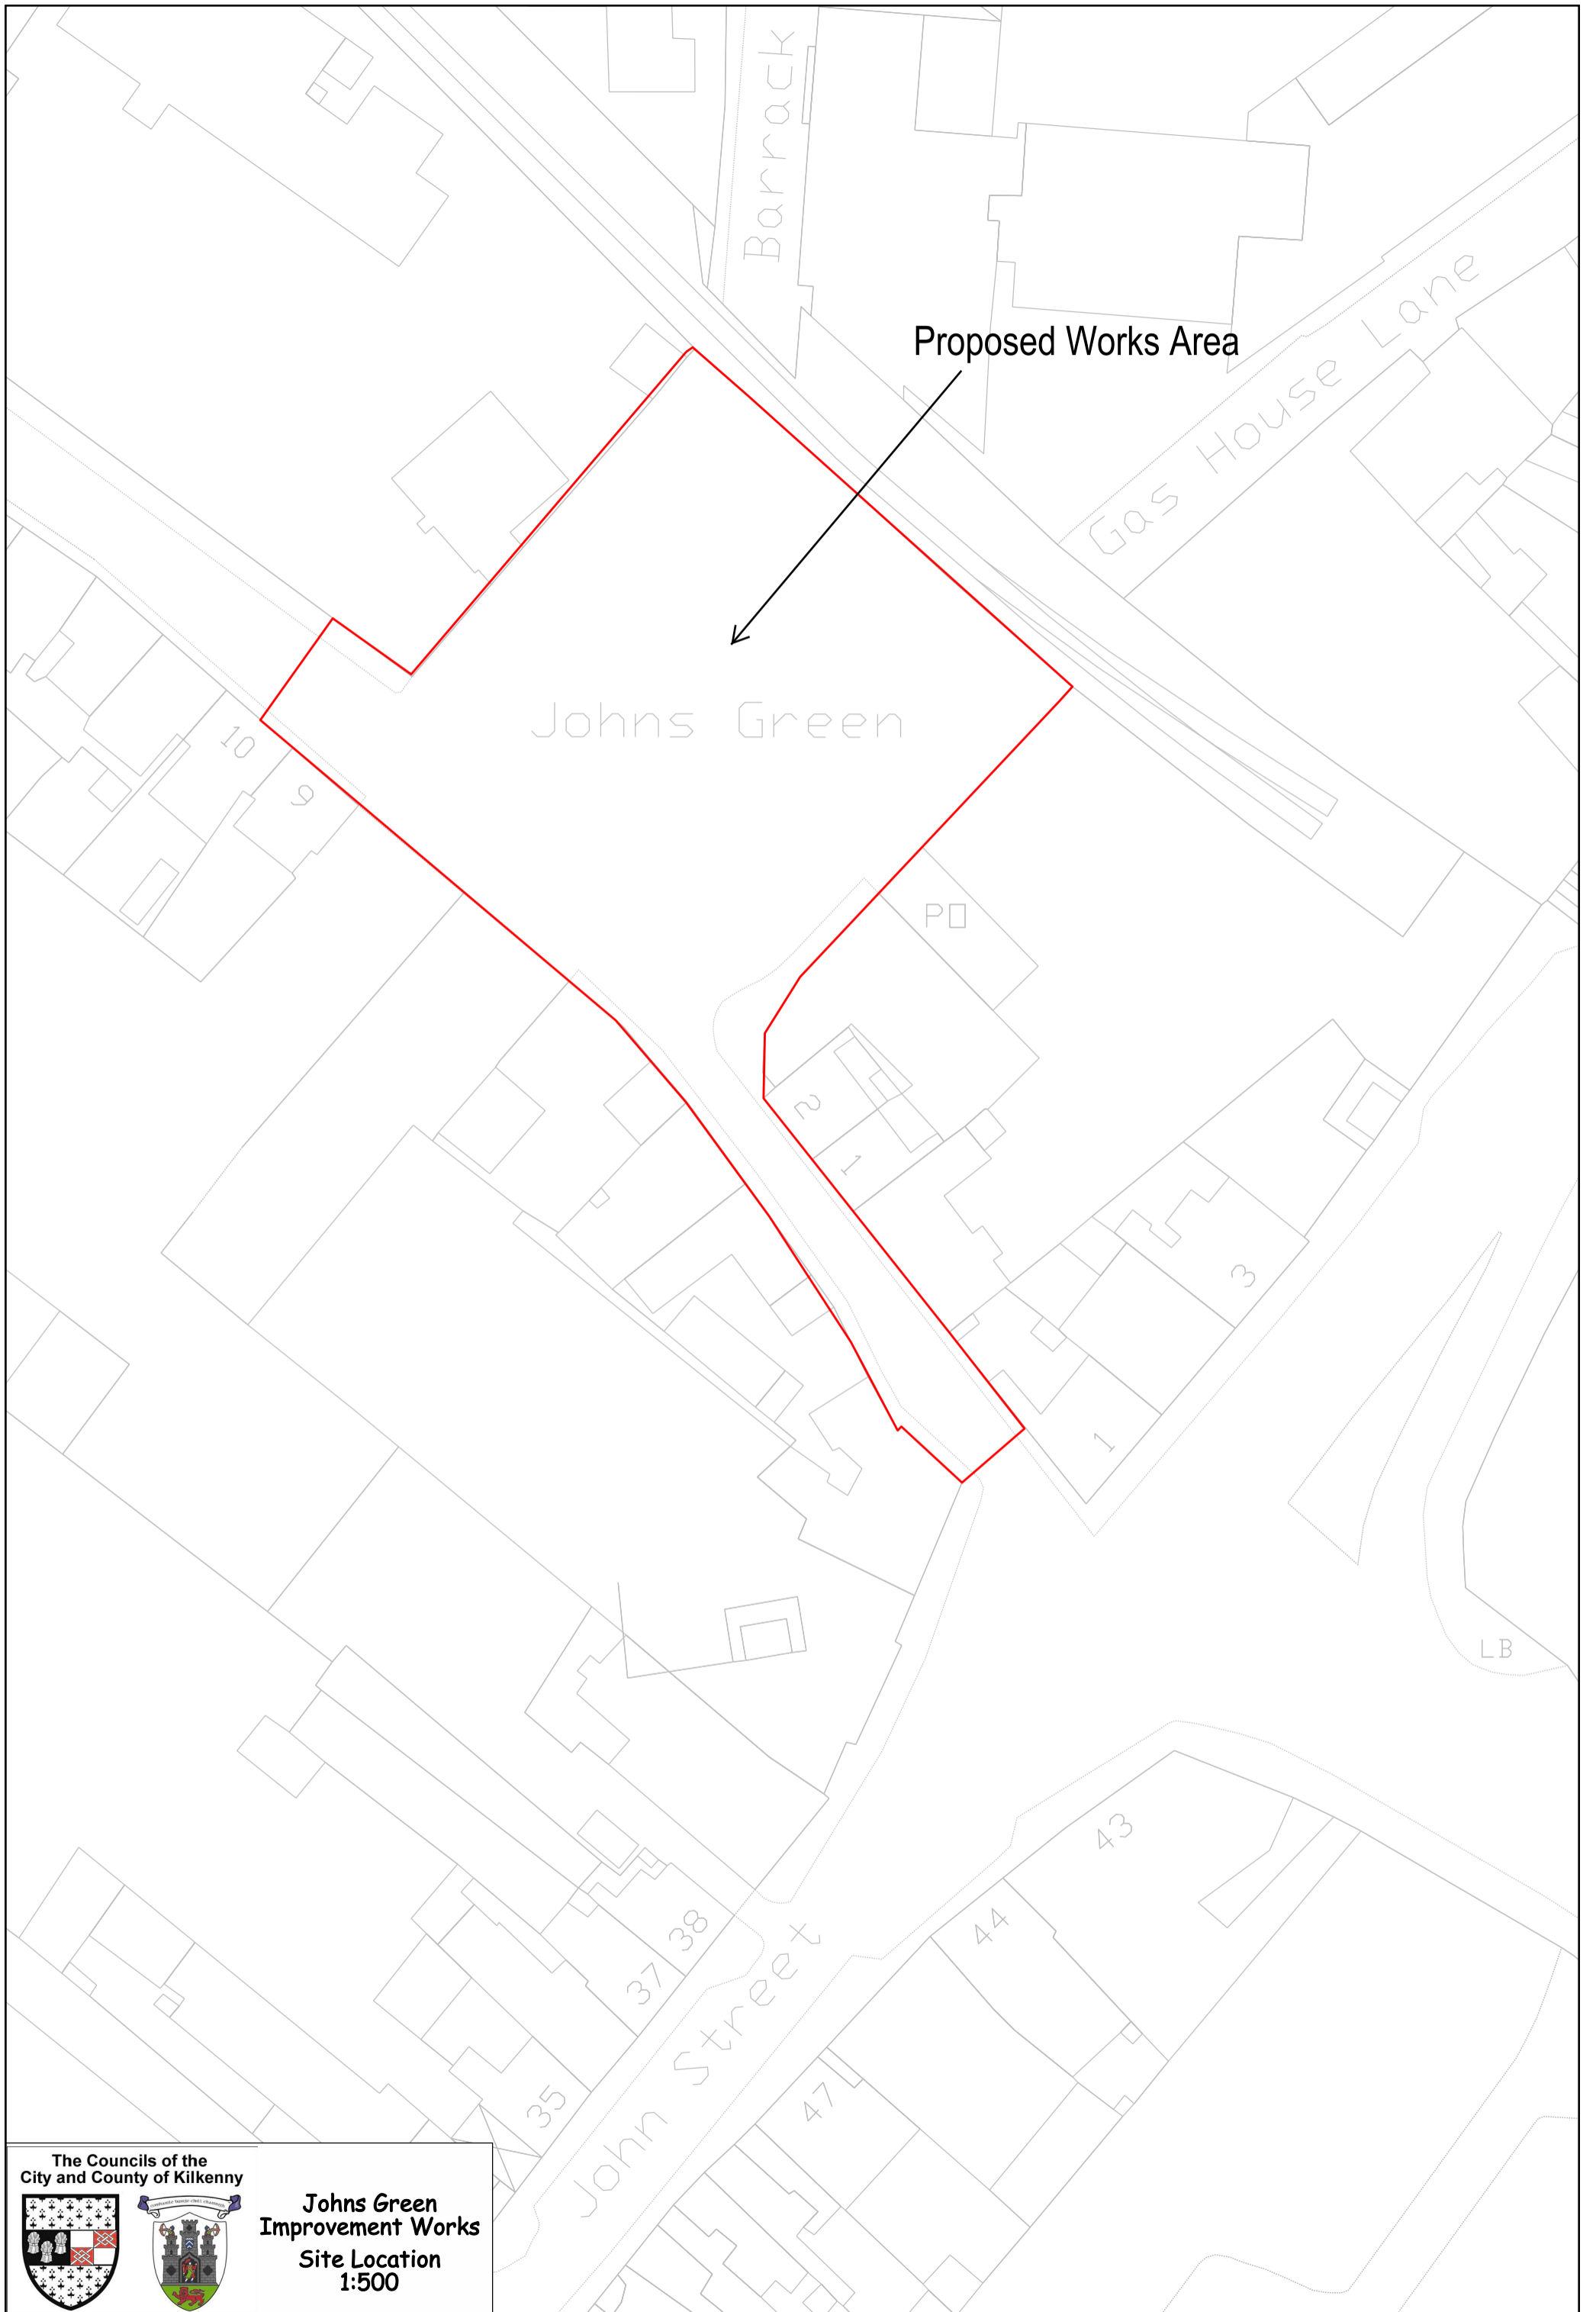 Barrack
Proposed Works Area
Gas House Lane
Johns Green
10
9
PO
2
1
3
1
LB
43
44
38
37
John Street
47
35
The Councils of the
City and County of Kilkenny
Johns Green
Improvement Works
Site Location
1:500